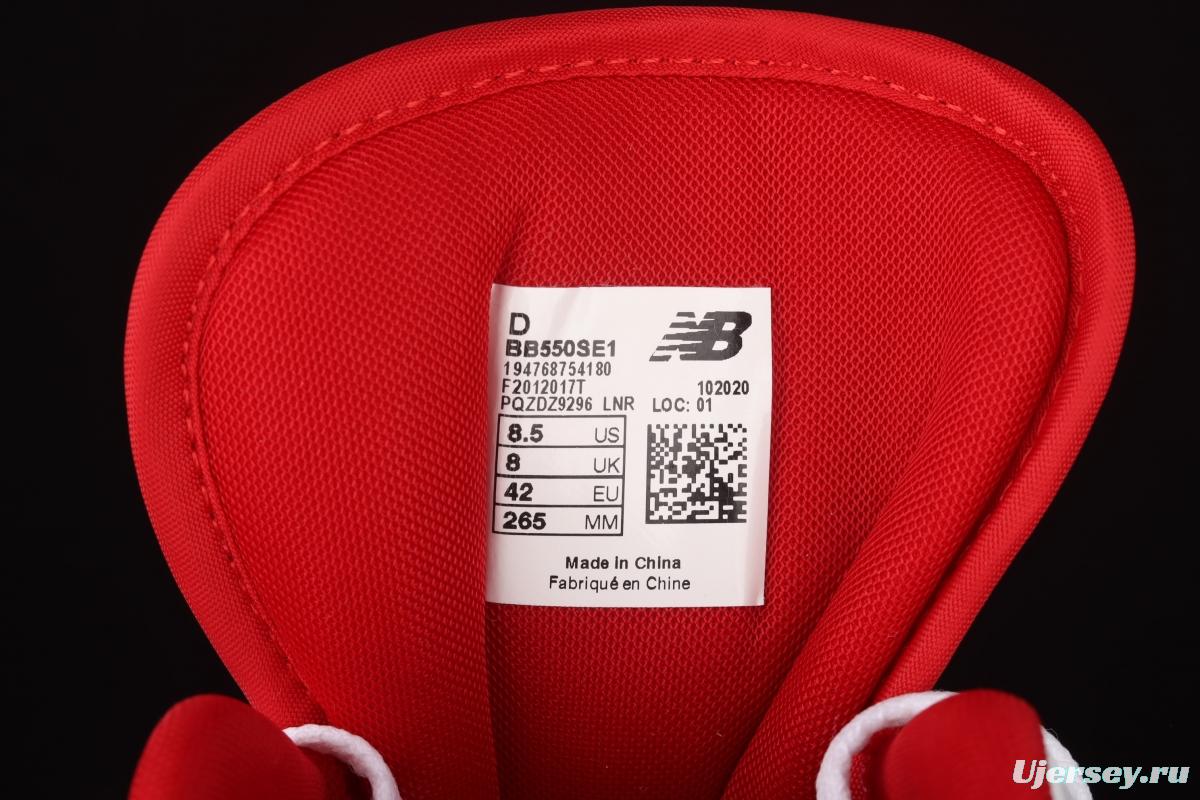 D
NB
BB550SE1
194768754180
F2012017T 102020
PQZDZ9296 LNR LOC: 01
8.5 US
8 UK
42 EU
265 MM
Made in China
Fabriqué en Chine
Ujersey.ru